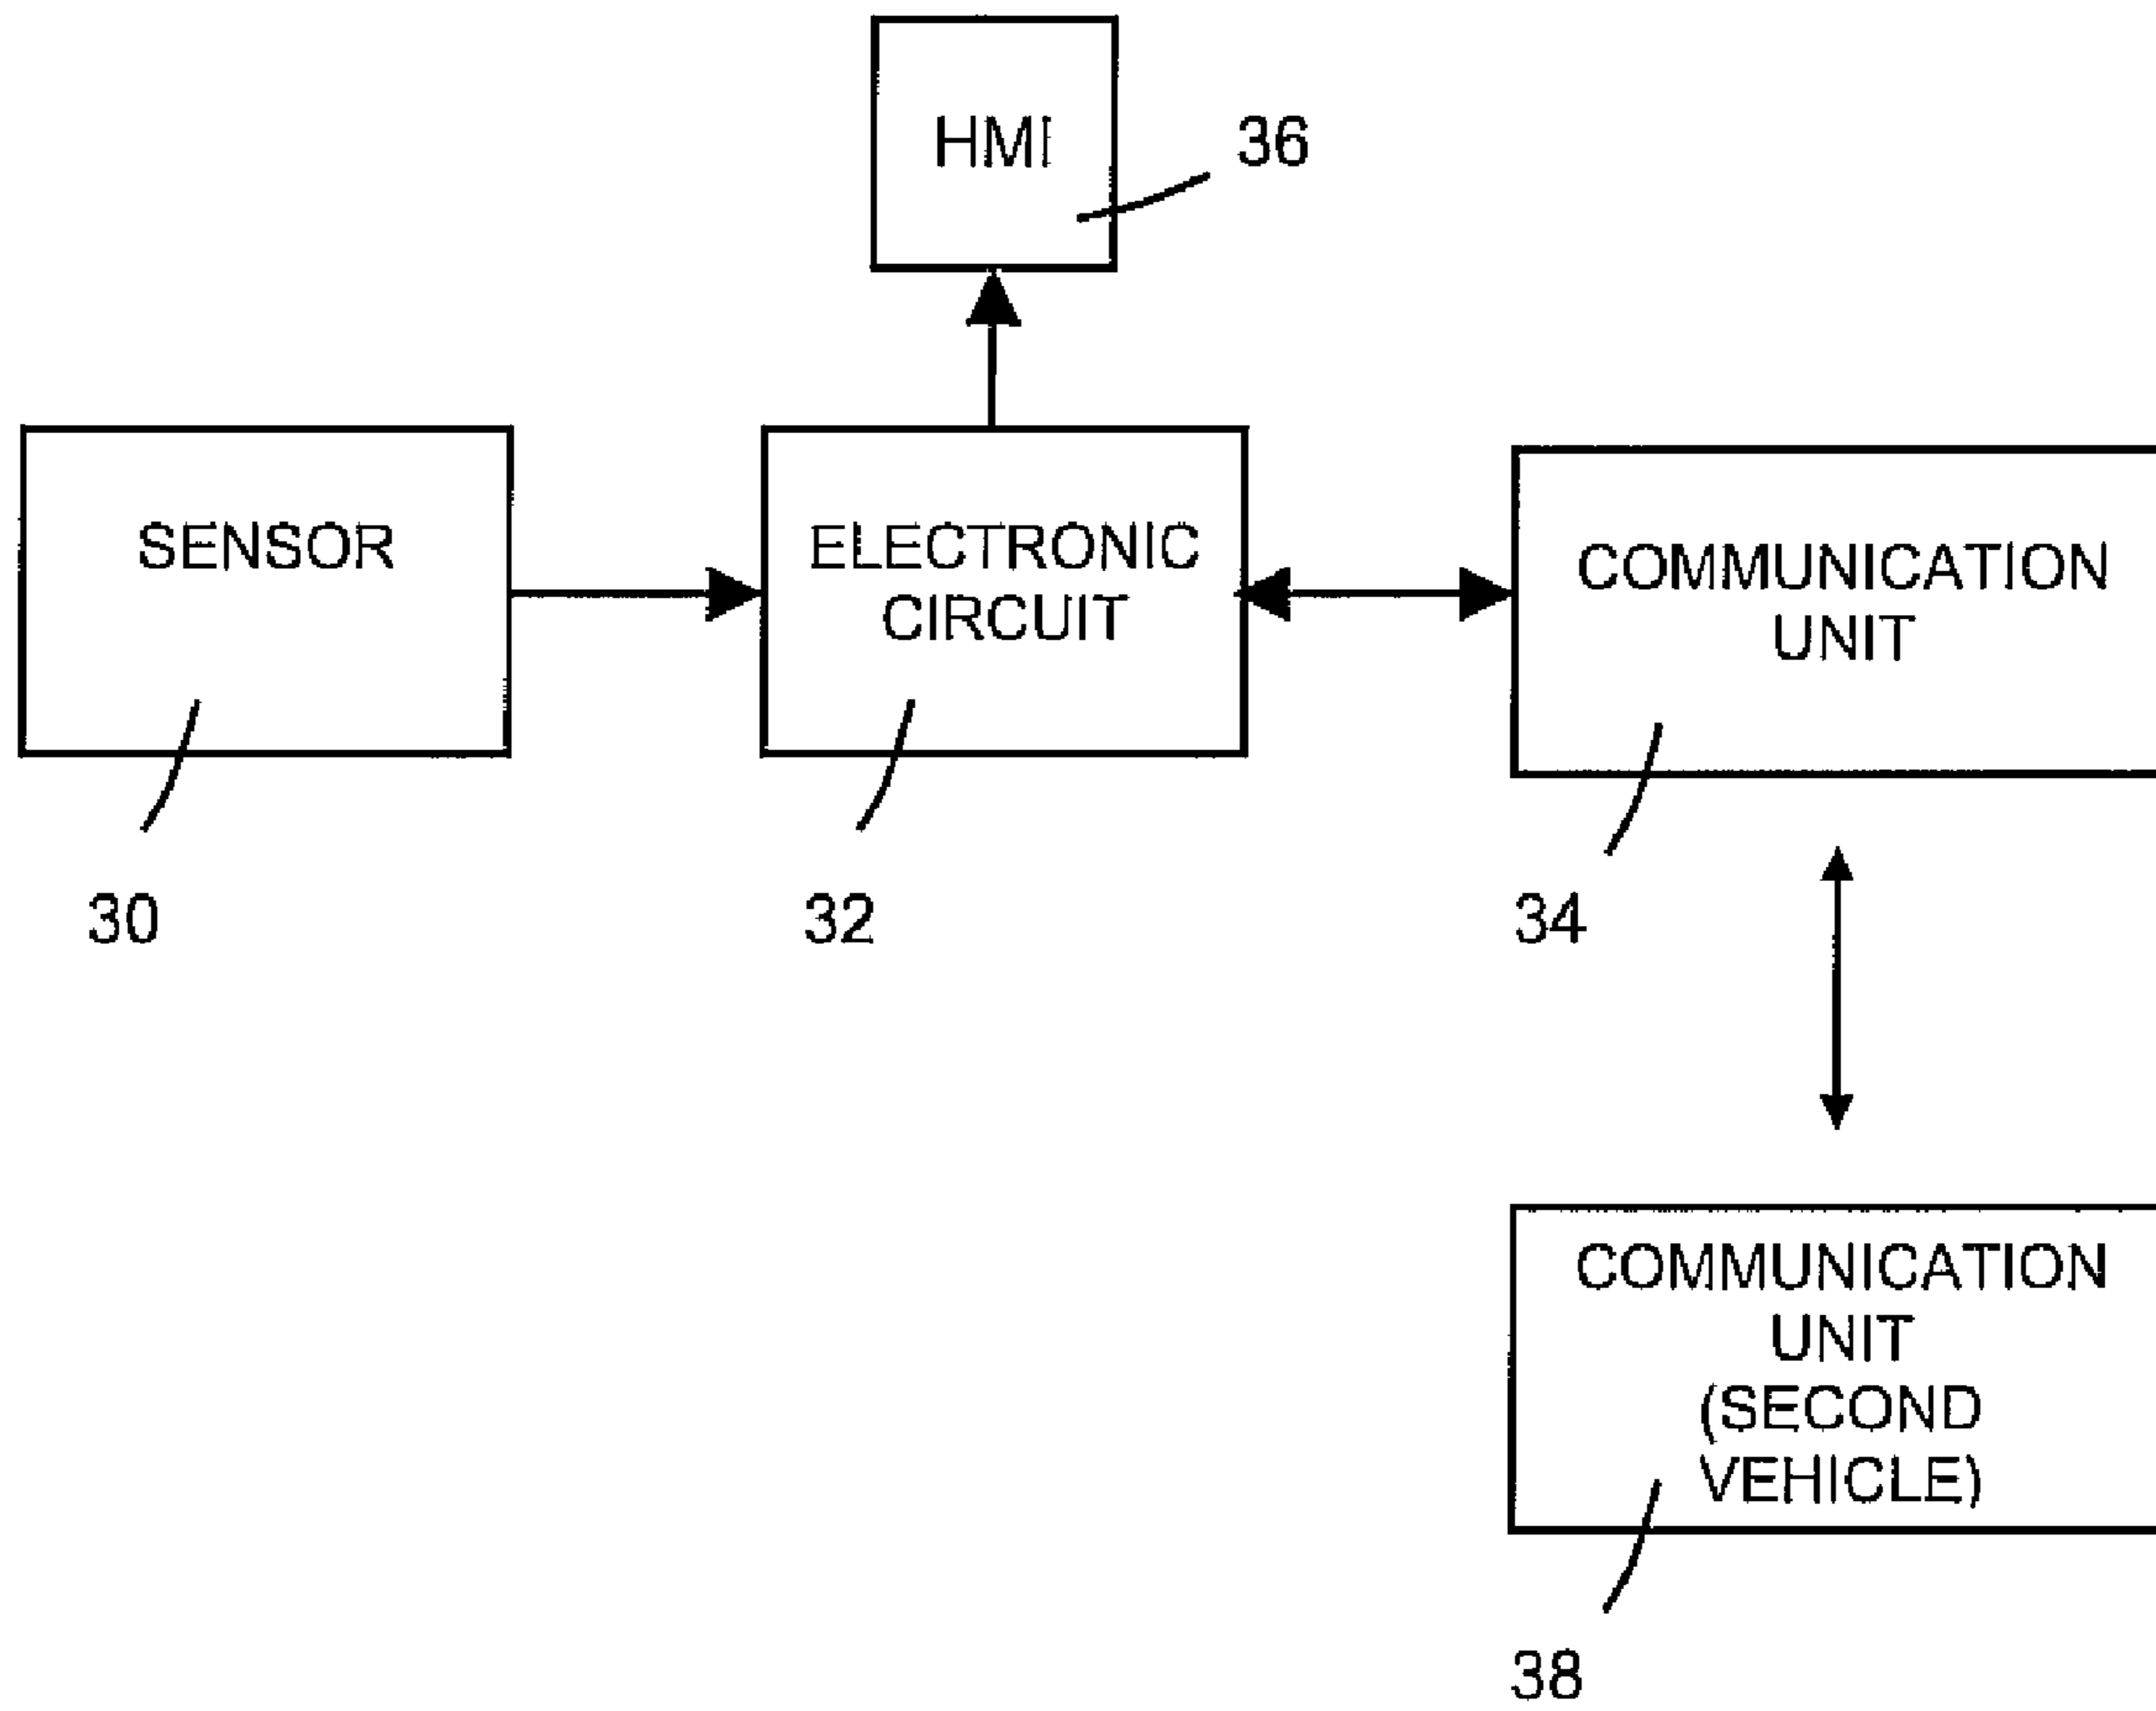 HMI
36
SENSOR
ELECTRONIC
CIRCUIT
COMMUNICATION
UNIT
30
32
34
COMMUNICATION
UNIT
(SECOND
VEHICLE)
38